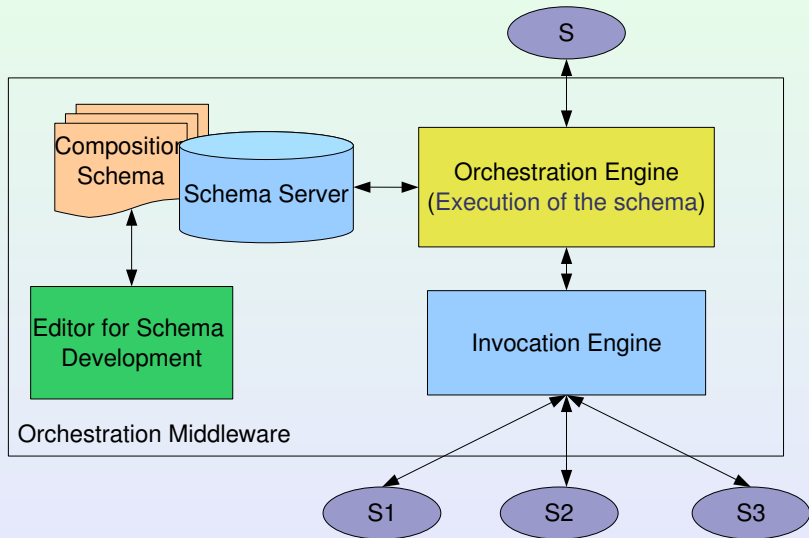 S
Composition
Schema
Schema Server
Orchestration Engine
(Execution of the schema)
Editor for Schema
Development
Invocation Engine
Orchestration Middleware
S1
S2
S3